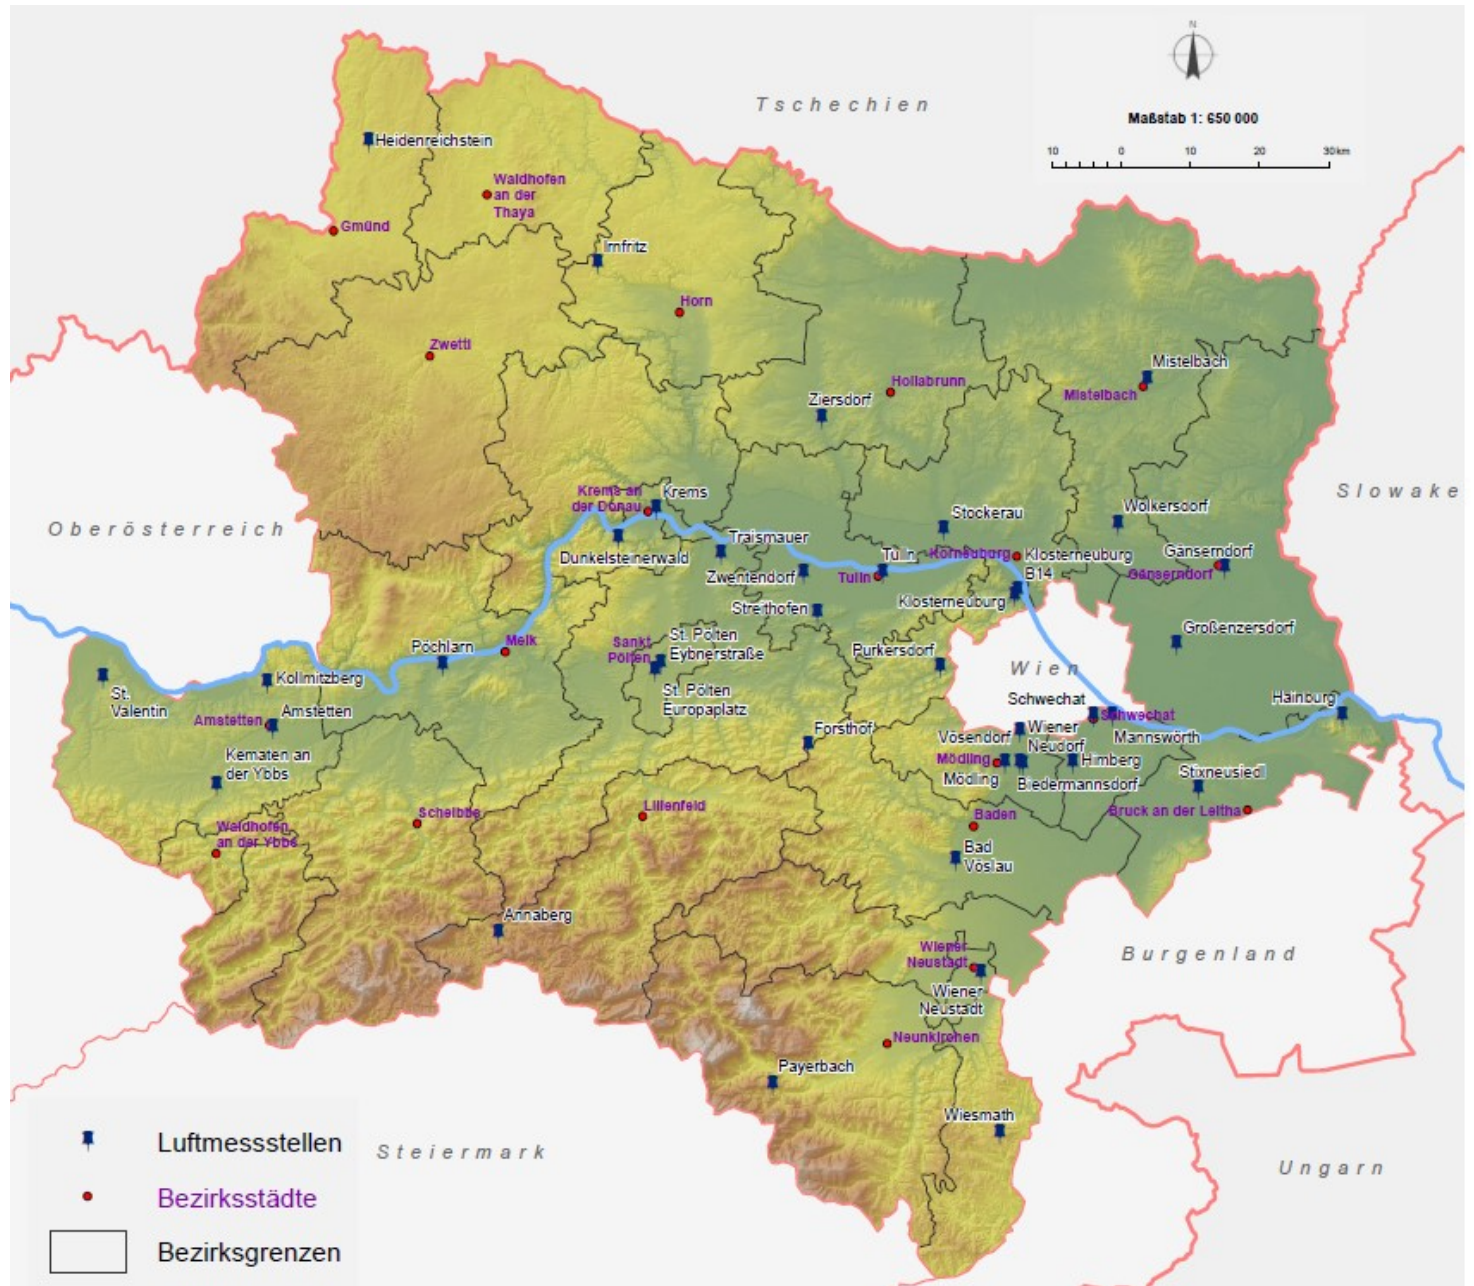 N
Tschechien
Maßstab 1: 650 000
10 0 10 20 30km
Heidenreichstein
Waldhofen
an der
Thaya
Gmünd
Irnfritz
Horn
Zwettl
Mistelbach
Hollabrunn
Mistelbach
Ziersdorf
Slowake
Krems an
der Donau
Krems
Oberösterreich
Stockerau
Wolkersdorf
Dunkelsteinerwald
Traismauer
Tulln
Korneuburg
Klosterneuburg
B14
Gänserndorf
Gänserndorf
Zwentendorf
Tulln
Klosterneuburg
Streithofen
Großenzersdorf
Pöchlarn
Melk
Sankt
Pölten
St. Pölten
Eybnerstraße
Purkersdorf
Wien
Kollmitzberg
St.
Valentin
St. Pölten
Europaplatz
Schwechat
Hainburg
Amstetten
Amstetten
Schwechat
Forsthof
Vösendorf
Wiener
Neudorf
Mannswörth
Kematen an
der Ybbs
Mödling
Himberg
Mödling
Biedermannsdorf
Stixneusiedl
Scheibbs
Lilienfeld
Baden
Bruck an der Leitha
Waidhofen
an der Ybbs
Bad
Vöslau
Annaberg
Wiener
Neustadt
Burgenland
Wiener
Neustadt
Neunkirchen
Payerbach
Wiesmath
Steiermark
Ungarn
Luftmessstellen
Bezirksstädte
Bezirksgrenzen